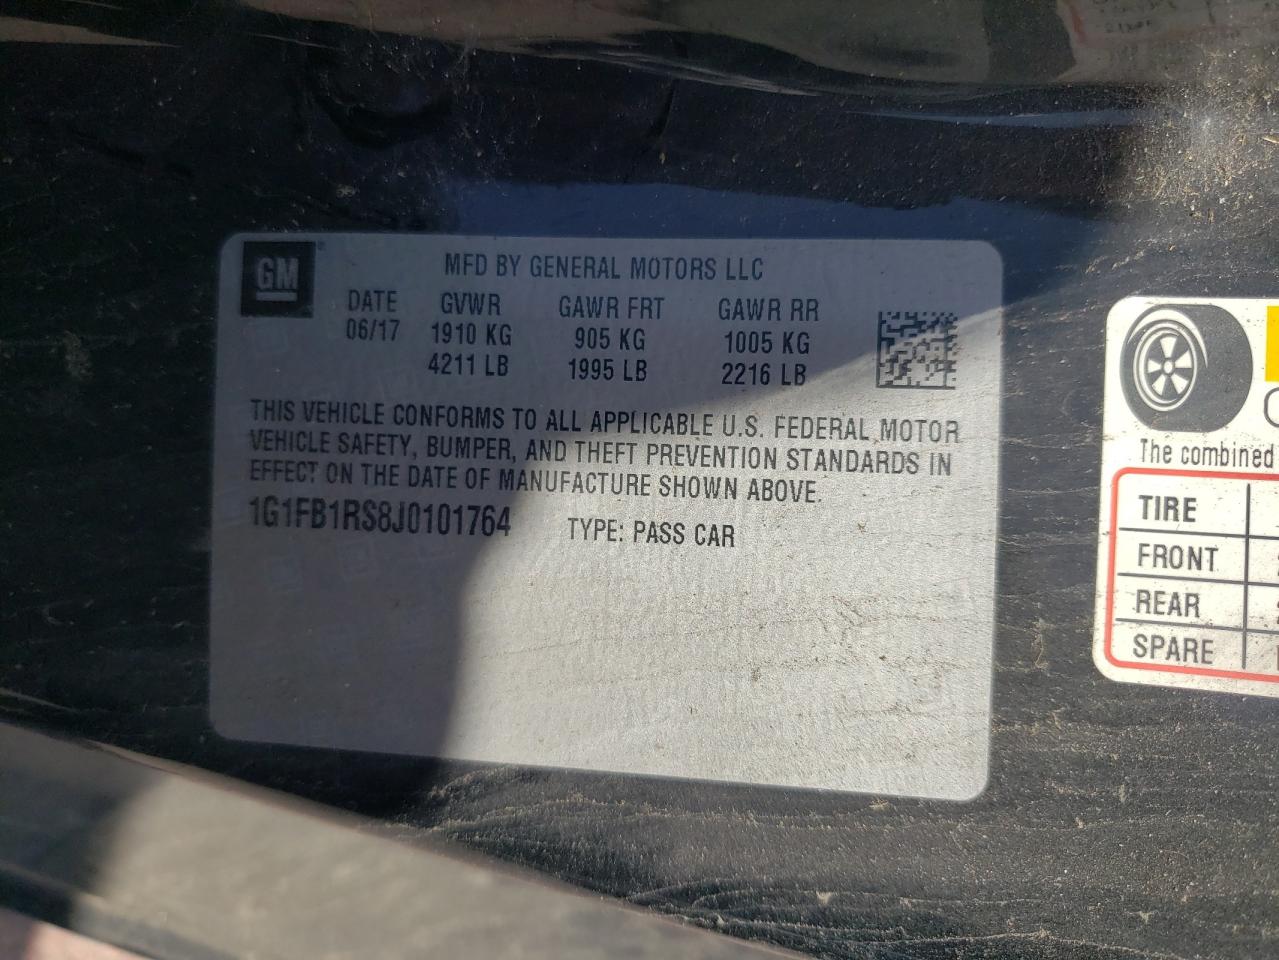 GM
MFD BY GENERAL MOTORS LLC
DATE GVWR GAWR FRT GAWR RR
06/17 1910 KG 905 KG 1005 KG
4211 LB 1995 LB 2216 LB
THIS VEHICLE CONFORMS TO ALL APPLICABLE U.S. FEDERAL MOTOR
VEHICLE SAFETY, BUMPER, AND THEFT PREVENTION STANDARDS IN
EFFECT ON THE DATE OF MANUFACTURE SHOWN ABOVE.
1G1FB1RS8J0101764 TYPE: PASS CAR
The combined
TIRE
FRONT
REAR
SPARE